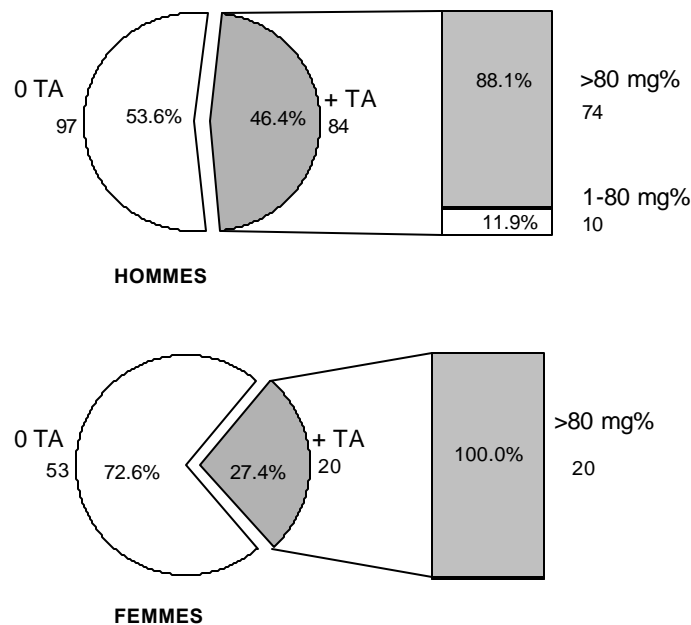 0 TA
97
53.6%
46.4%
+ TA
84
88.1%
>80 mg%
74
11.9%
1-80 mg%
10
HOMMES
0 TA
53
72.6%
27.4%
+ TA
20
100.0%
>80 mg%
20
FEMMES